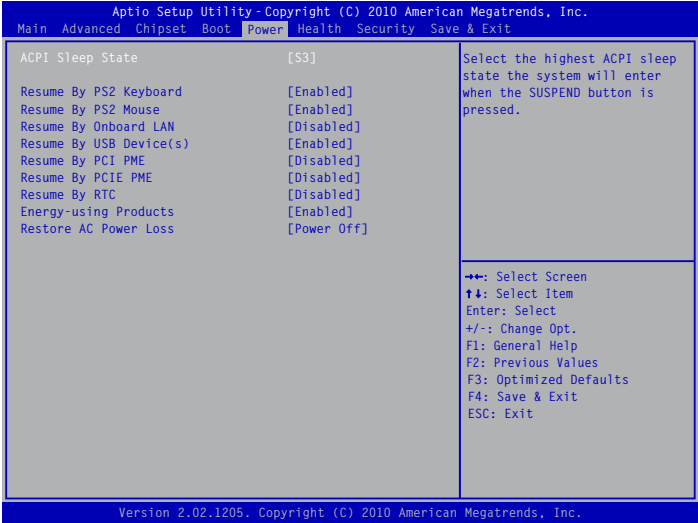 Aptio Setup Utility - Copyright (C) 2010 American Megatrends, Inc.
Main Advanced Chipset Boot Power Health Security Save & Exit
ACPI Sleep State [S3]
Resume By PS2 Keyboard [Enabled]
Resume By PS2 Mouse [Enabled]
Resume By Onboard LAN [Disabled]
Resume By USB Device(s) [Enabled]
Resume By PCI PME [Disabled]
Resume By PCIE PME [Disabled]
Resume By RTC [Disabled]
Energy-using Products [Enabled]
Restore AC Power Loss [Power Off]
Select the highest ACPI sleep
state the system will enter
when the SUSPEND button is
pressed.
→←: Select Screen
↑↓: Select Item
Enter: Select
+/-: Change Opt.
F1: General Help
F2: Previous Values
F3: Optimized Defaults
F4: Save & Exit
ESC: Exit
Version 2.02.1205. Copyright (C) 2010 American Megatrends, Inc.